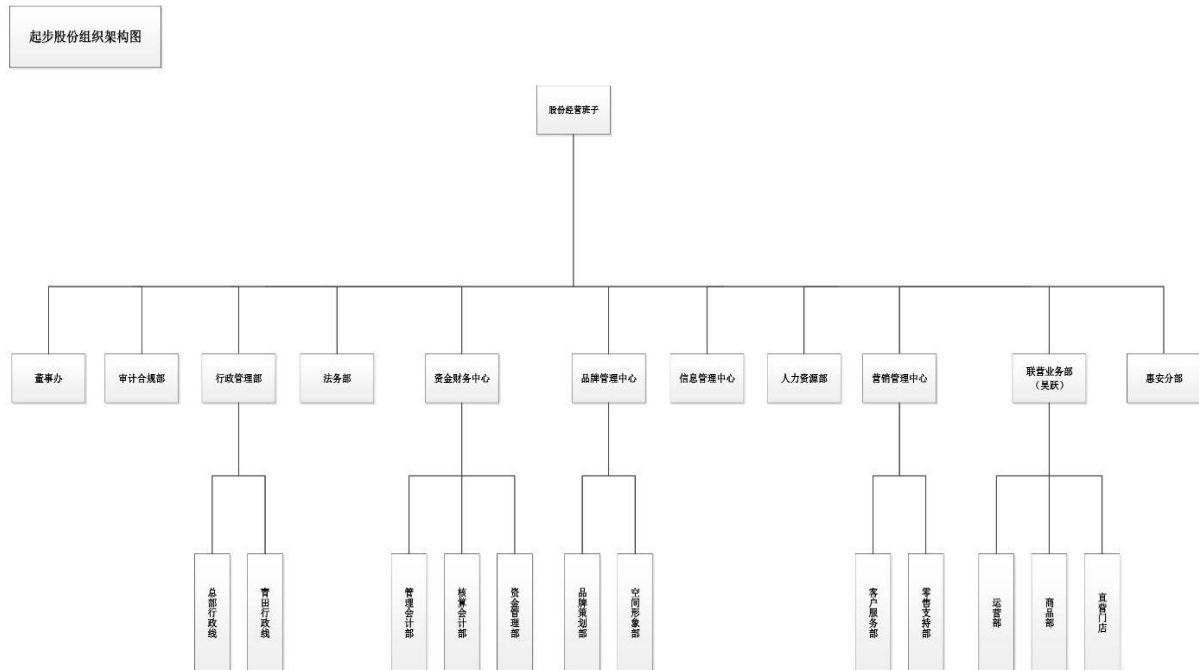 起步股份组织架构图
股份经营班子
董事办
审计合规部
行政管理部
法务部
资金财务中心
品牌管理中心
信息管理中心
人力资源部
营销管理中心
联营业务部
（吴跃）
惠安分部
总部行政线
青田行政线
管理会计部
核算会计部
资金管理部
品牌策划部
空间形象部
客户服务部
零售支持部
运营部
商品部
直营门店